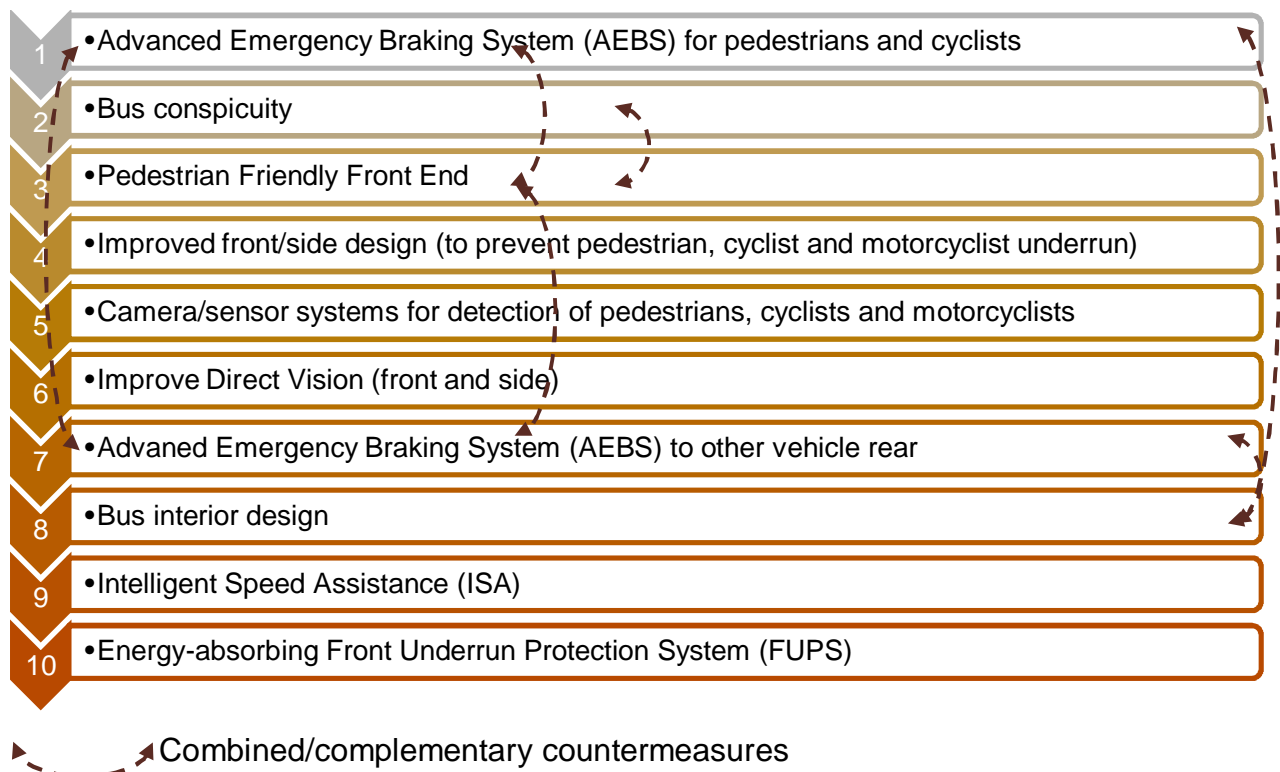 1 •Advanced Emergency Braking System (AEBS) for pedestrians and cyclists
2 •Bus conspicuity
3 •Pedestrian Friendly Front End
4 •Improved front/side design (to prevent pedestrian, cyclist and motorcyclist underrun)
5 •Camera/sensor systems for detection of pedestrians, cyclists and motorcyclists
6 •Improve Direct Vision (front and side)
7 •Advaned Emergency Braking System (AEBS) to other vehicle rear
8 •Bus interior design
9 •Intelligent Speed Assistance (ISA)
10 •Energy-absorbing Front Underrun Protection System (FUPS)
Combined/complementary countermeasures